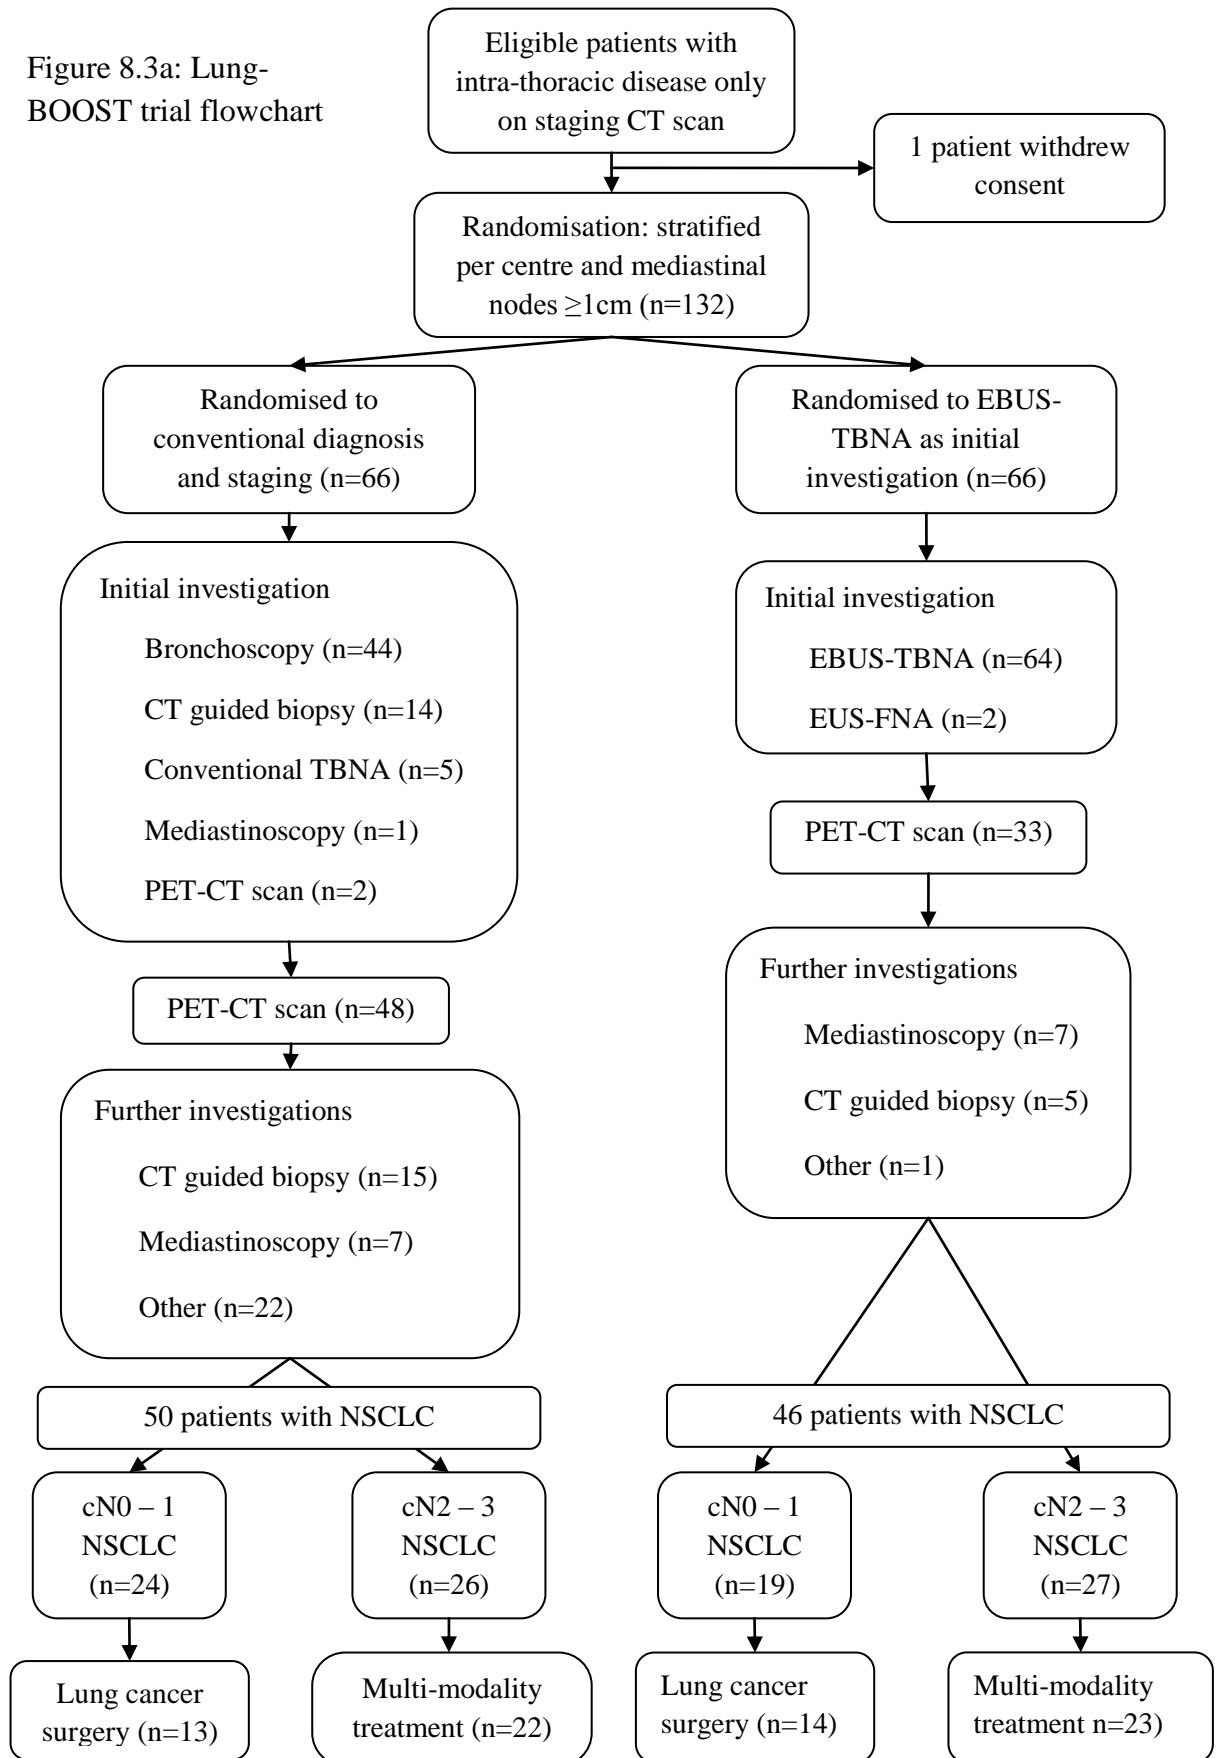 Figure 8.3a: Lung-
BOOST trial flowchart
Eligible patients with
intra-thoracic disease only
on staging CT scan
1 patient withdrew
consent
Randomisation: stratified
per centre and mediastinal
nodes ≥1cm (n=132)
Randomised to
conventional diagnosis
and staging (n=66)
Randomised to EBUS-
TBNA as initial
investigation (n=66)
Initial investigation
Bronchoscopy (n=44)
CT guided biopsy (n=14)
Conventional TBNA (n=5)
Mediastinoscopy (n=1)
PET-CT scan (n=2)
Initial investigation
EBUS-TBNA (n=64)
EUS-FNA (n=2)
PET-CT scan (n=48)
PET-CT scan (n=33)
Further investigations
CT guided biopsy (n=15)
Mediastinoscopy (n=7)
Other (n=22)
Further investigations
Mediastinoscopy (n=7)
CT guided biopsy (n=5)
Other (n=1)
50 patients with NSCLC
46 patients with NSCLC
cN0 – 1
NSCLC
(n=24)
cN2 – 3
NSCLC
(n=26)
cN0 – 1
NSCLC
(n=19)
cN2 – 3
NSCLC
(n=27)
Lung cancer
surgery (n=13)
Multi-modality
treatment (n=22)
Lung cancer
surgery (n=14)
Multi-modality
treatment n=23)